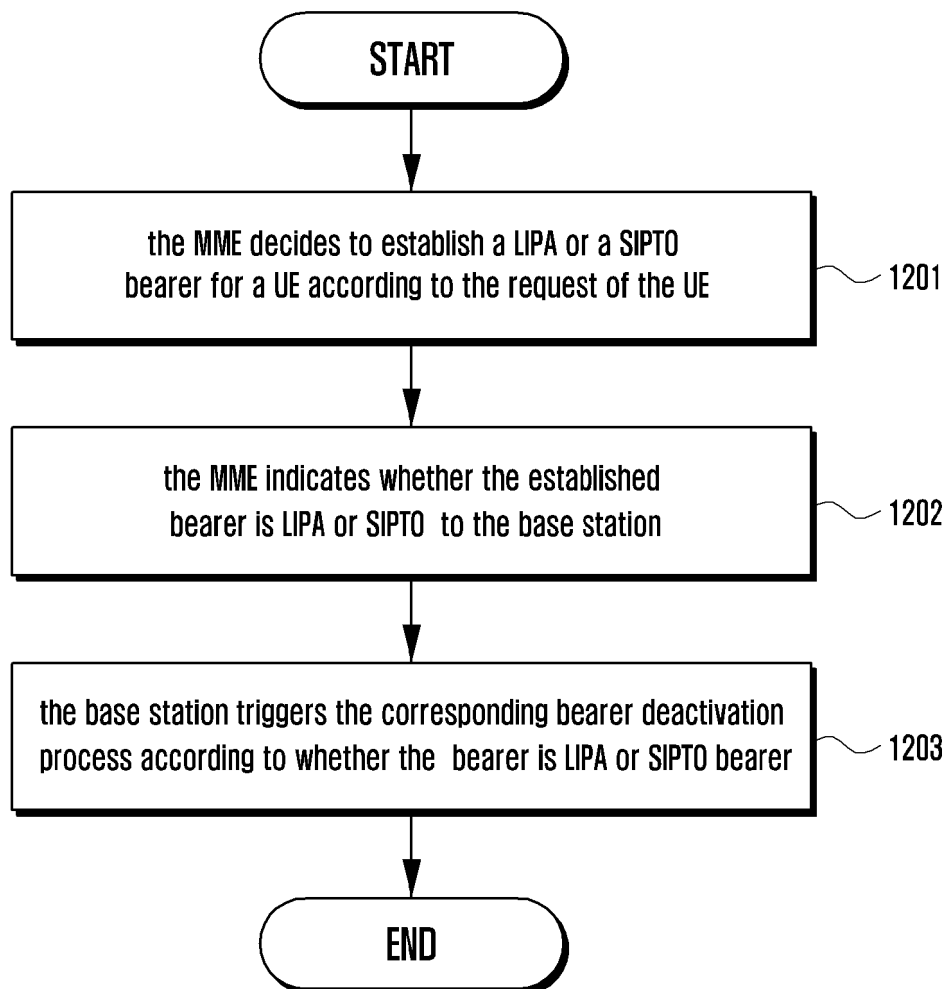 START
the MME decides to establish a LIPA or a SIPTO
bearer for a UE according to the request of the UE
1201
the MME indicates whether the established
bearer is LIPA or SIPTO to the base station
1202
the base station triggers the corresponding bearer deactivation
process according to whether the bearer is LIPA or SIPTO bearer
1203
END